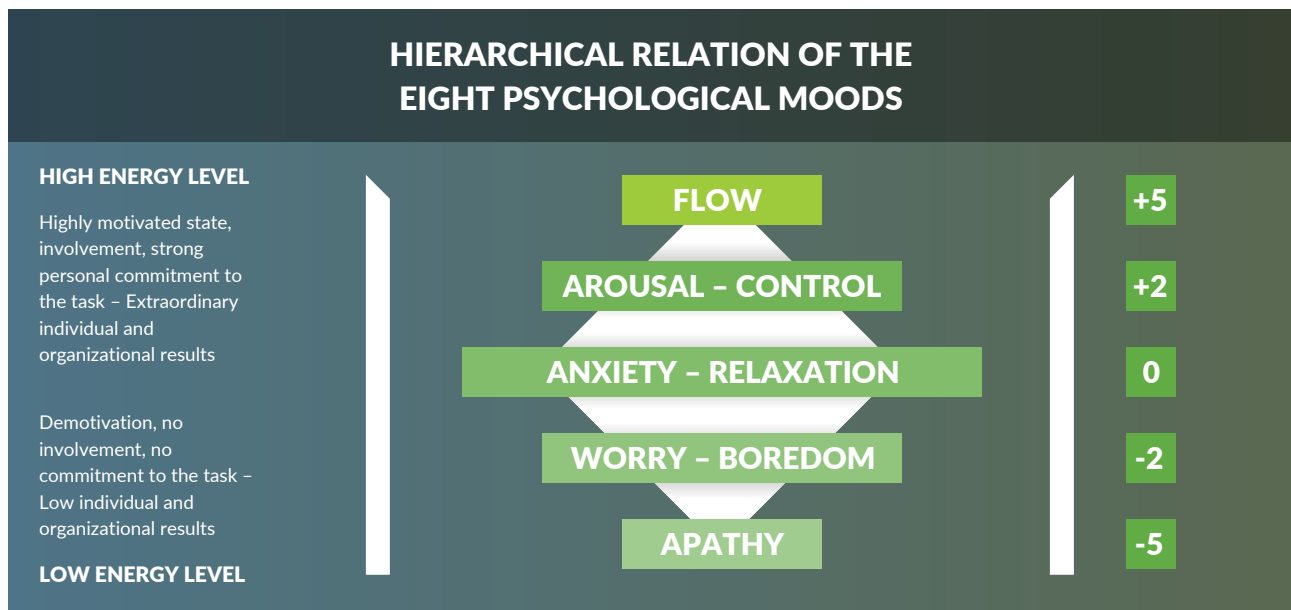 HIERARCHICAL RELATION OF THE
EIGHT PSYCHOLOGICAL MOODS
HIGH ENERGY LEVEL
Highly motivated state,
involvement, strong
personal commitment to
the task – Extraordinary
individual and
organizational results
Demotivation, no
involvement, no
commitment to the task –
Low individual and
organizational results
LOW ENERGY LEVEL
FLOW
AROUSAL – CONTROL
ANXIETY – RELAXATION
WORRY – BOREDOM
APATHY
+5
+2
0
-2
-5